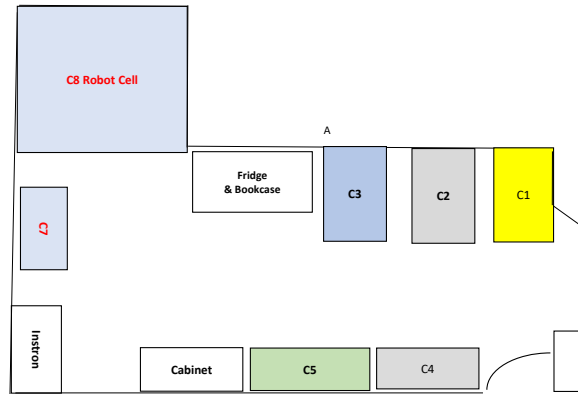 C8 Robot Cell
A
Fridge
& Bookcase
C3
C2
C1
C7
Instron
Cabinet
C5
C4